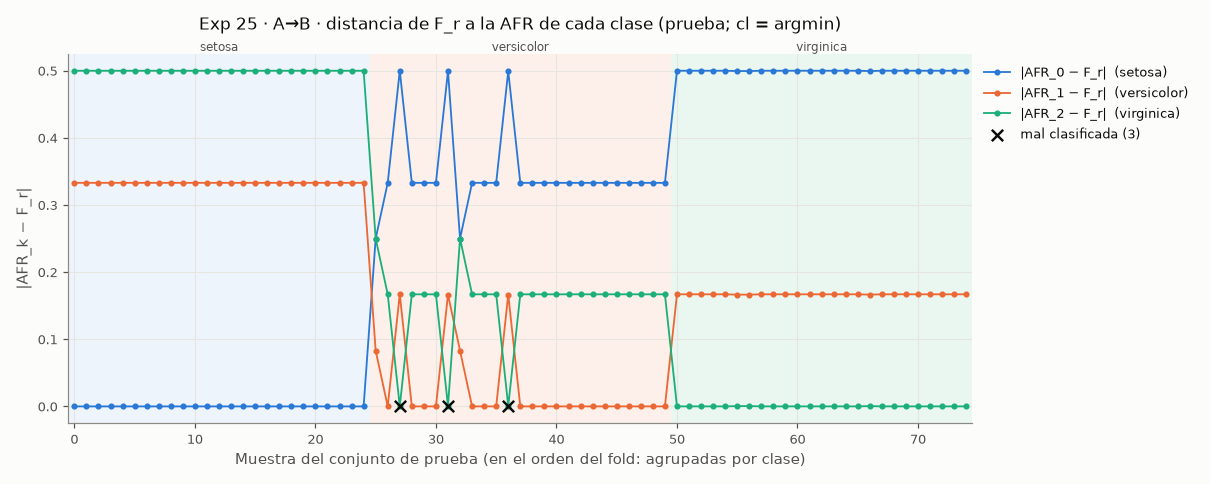 Exp 25 · A→B · distancia de F_r a la AFR de cada clase (prueba; cl = argmin)
setosa
versicolor
virginica
|AFR_0 − F_r| (setosa)
|AFR_1 − F_r| (versicolor)
|AFR_2 − F_r| (virginica)
mal clasificada (3)
|AFR_k − F_r|
0.5
0.4
0.3
0.2
0.1
0.0
0 10 20 30 40 50 60 70
Muestra del conjunto de prueba (en el orden del fold: agrupadas por clase)